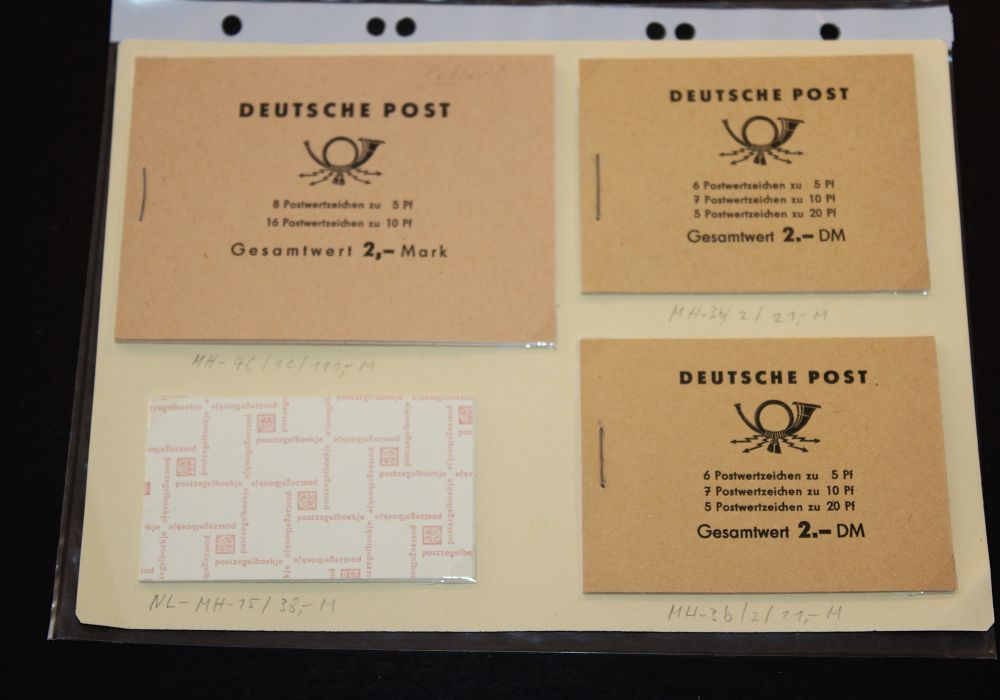 DEUTSCHE POST
8 Postwertzeichen zu 5 Pf
16 Postwertzeichen zu 10 Pf
Gesamtwert 2,– Mark
MH-4C/1C/110,- M
DEUTSCHE POST
6 Postwertzeichen zu 5 Pf
7 Postwertzeichen zu 10 Pf
5 Postwertzeichen zu 20 Pf
Gesamtwert 2.– DM
MH-3b/2/21,- M
postzegelboekje
NL-MH-15/38,- M
DEUTSCHE POST
6 Postwertzeichen zu 5 Pf
7 Postwertzeichen zu 10 Pf
5 Postwertzeichen zu 20 Pf
Gesamtwert 2.– DM
MH-3b/2/21,- M